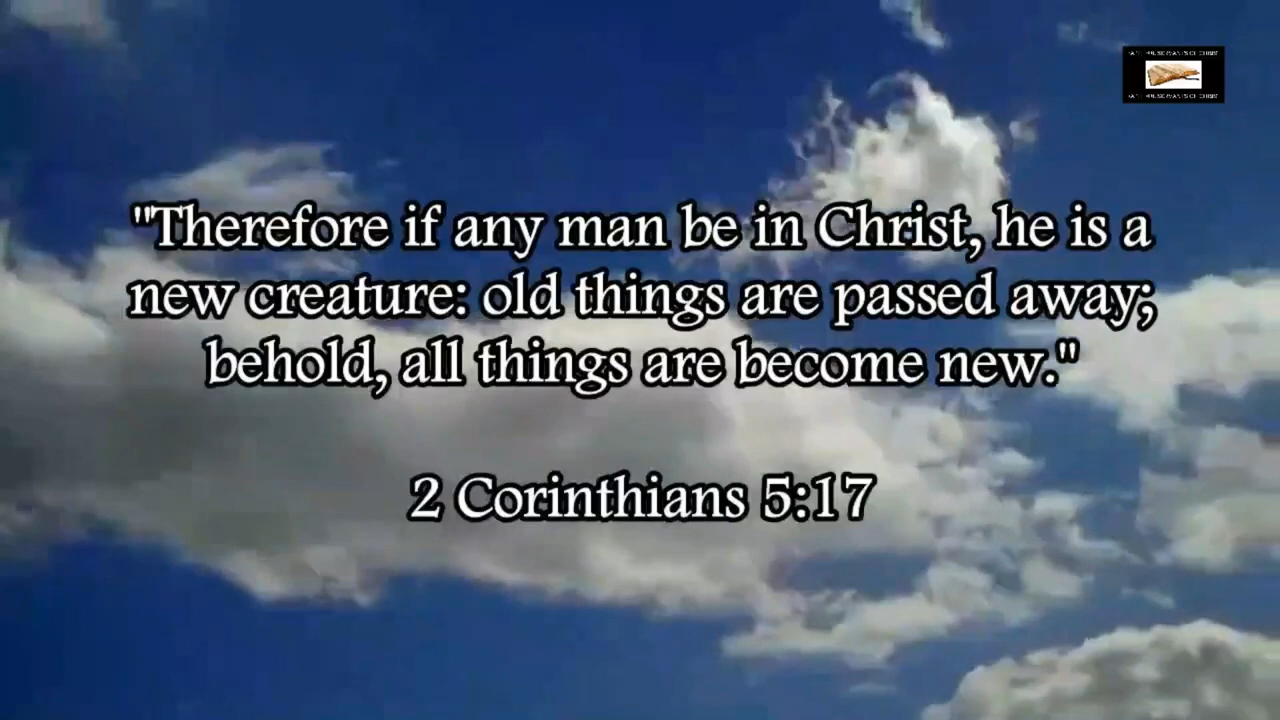 "Therefore if any man be in Christ, he is a
new creature: old things are passed away;
behold, all things are become new."
2 Corinthians 5:17